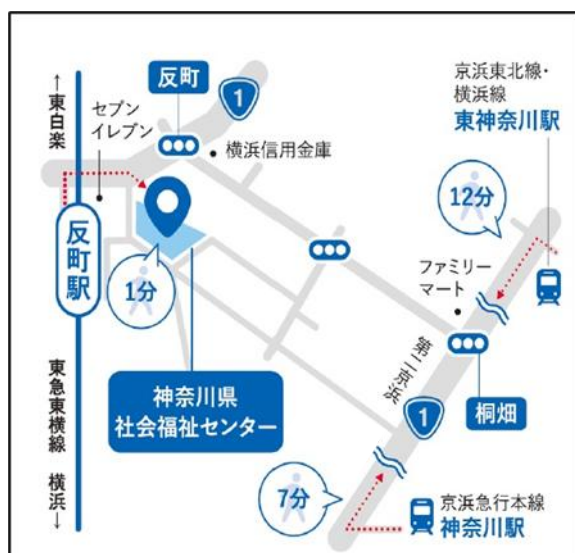 反町
1
京浜東北線・
横浜線
東神奈川駅
↑東白楽
セブン
イレブン
横浜信用金庫
12分
反町駅
1分
ファミリー
マート
第二京浜
神奈川県
社会福祉センター
桐畑
1
東急東横線 横浜↓
7分
京浜急行本線
神奈川駅